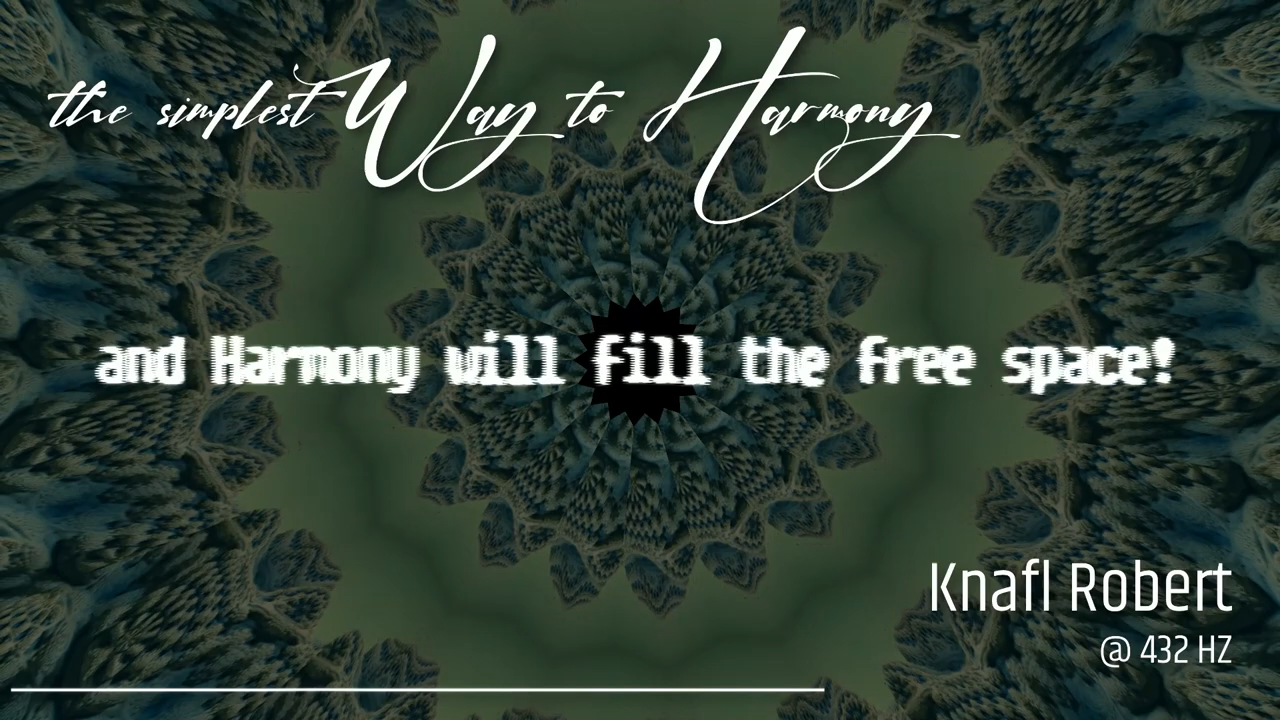 the simplest Way to Harmony
and Harmony will fill the free space!
Knafl Robert
@ 432 HZ